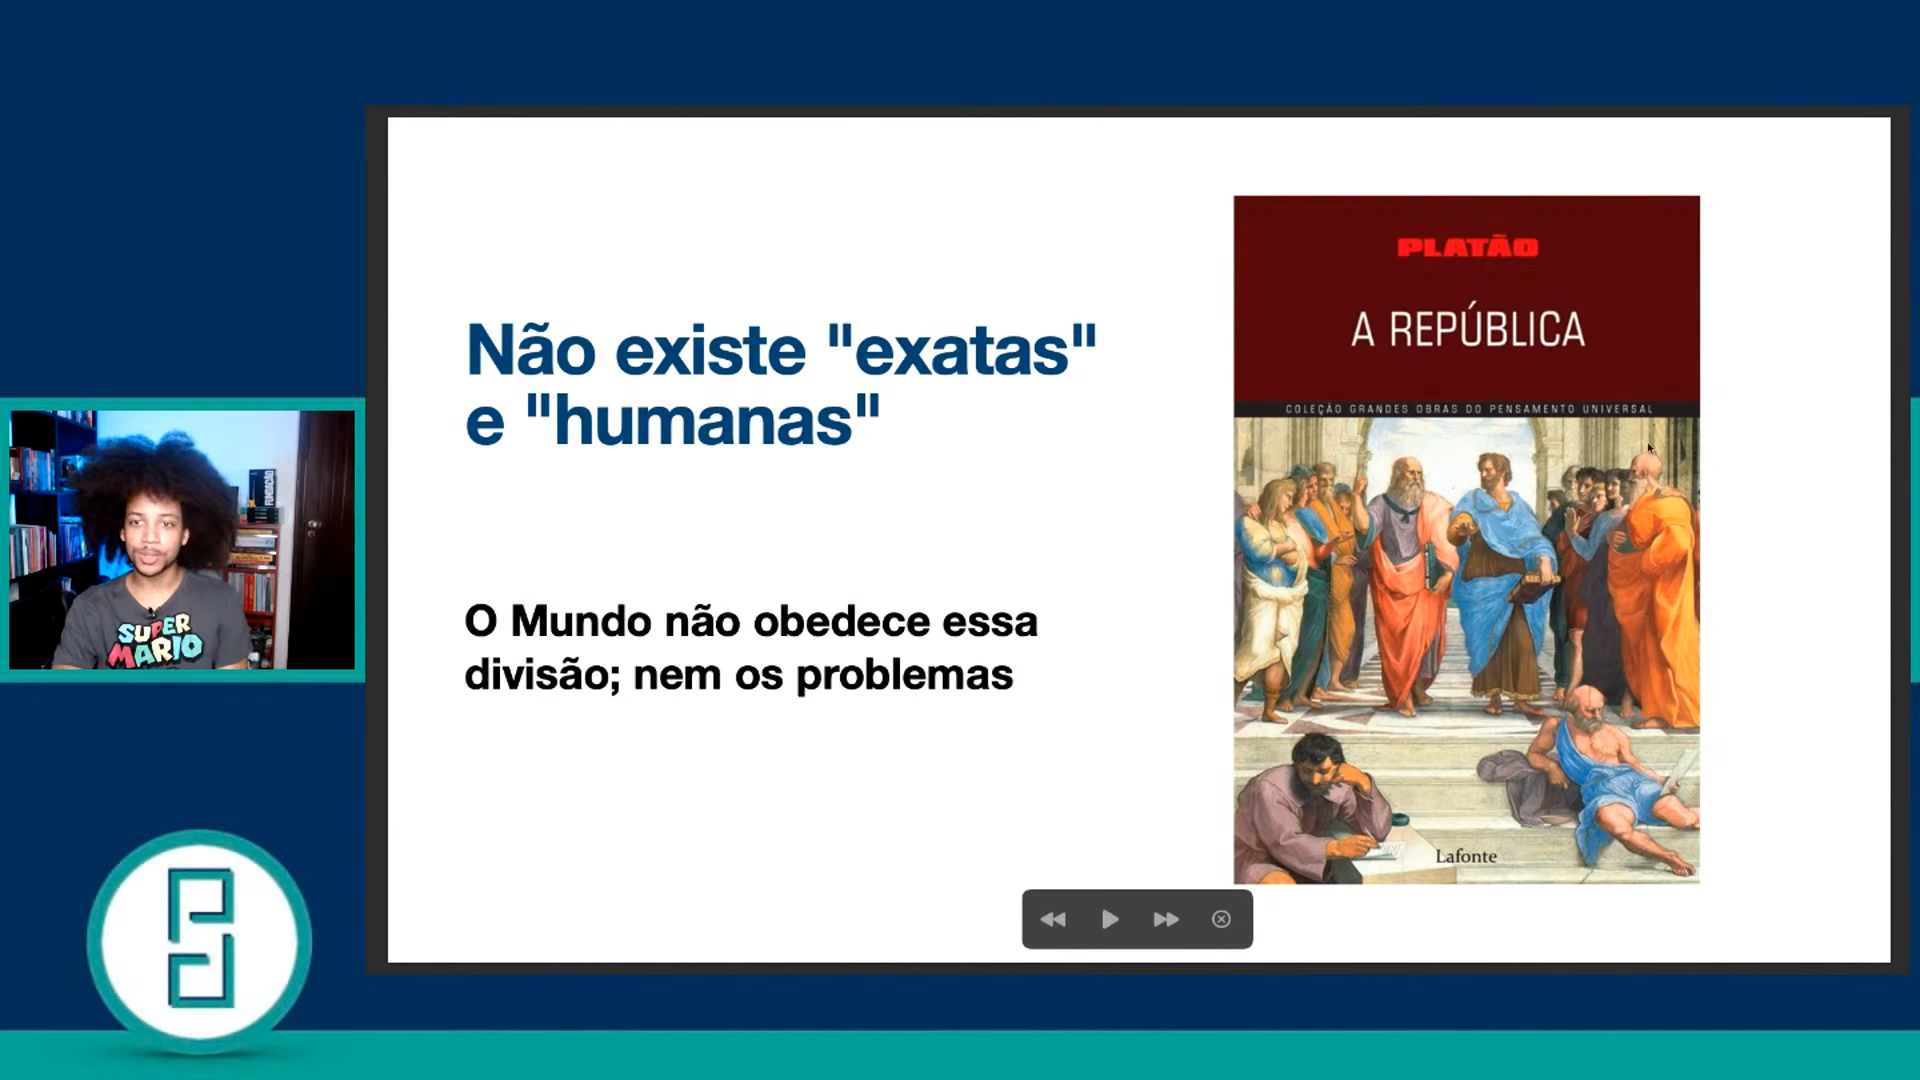 Não existe "exatas"
e "humanas"
O Mundo não obedece essa
divisão; nem os problemas
PLATÃO
A REPÚBLICA
COLEÇÃO GRANDES OBRAS DO PENSAMENTO UNIVERSAL
Lafonte
FUNDAÇÃO
SUPER
MARIO